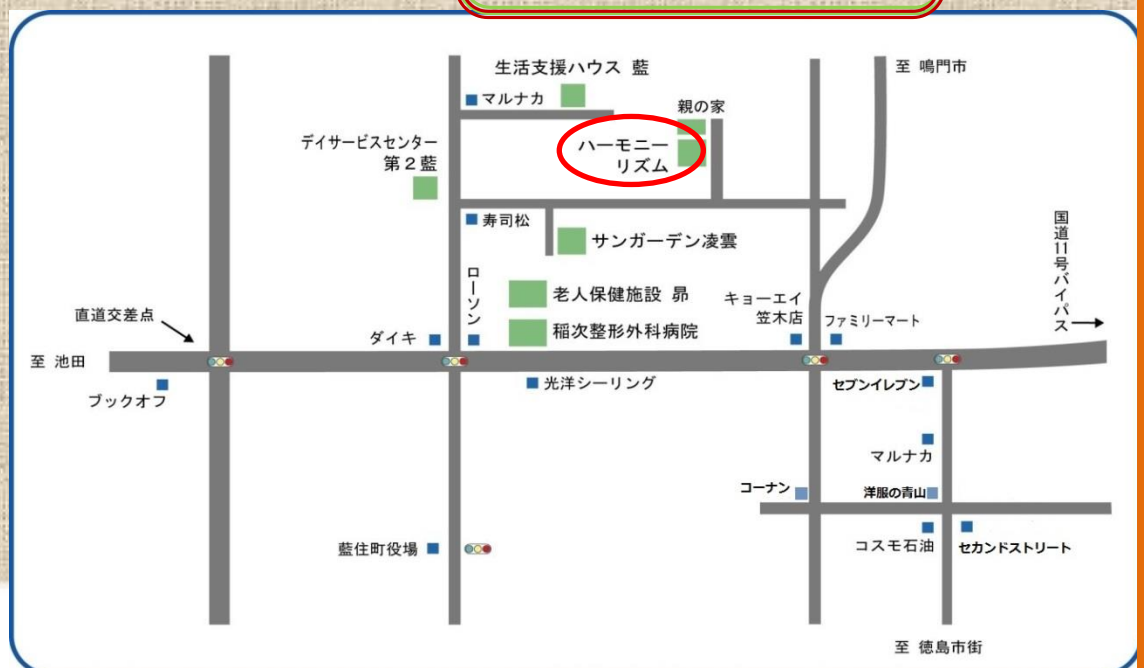 生活支援ハウス 藍
至 鳴門市
マルナカ
親の家
デイサービスセンター
第2藍
ハーモニー
リズム
寿司松
サンガーデン凌雲
国道11号バイパス
ローソン
老人保健施設 昴
キョーエイ
笠木店
ファミリーマート
直道交差点
ダイキ
稲次整形外科病院
至 池田
ブックオフ
光洋シーリング
セブンイレブン
マルナカ
コーナン
洋服の青山
藍住町役場
コスモ石油
セカンドストリート
至 徳島市街